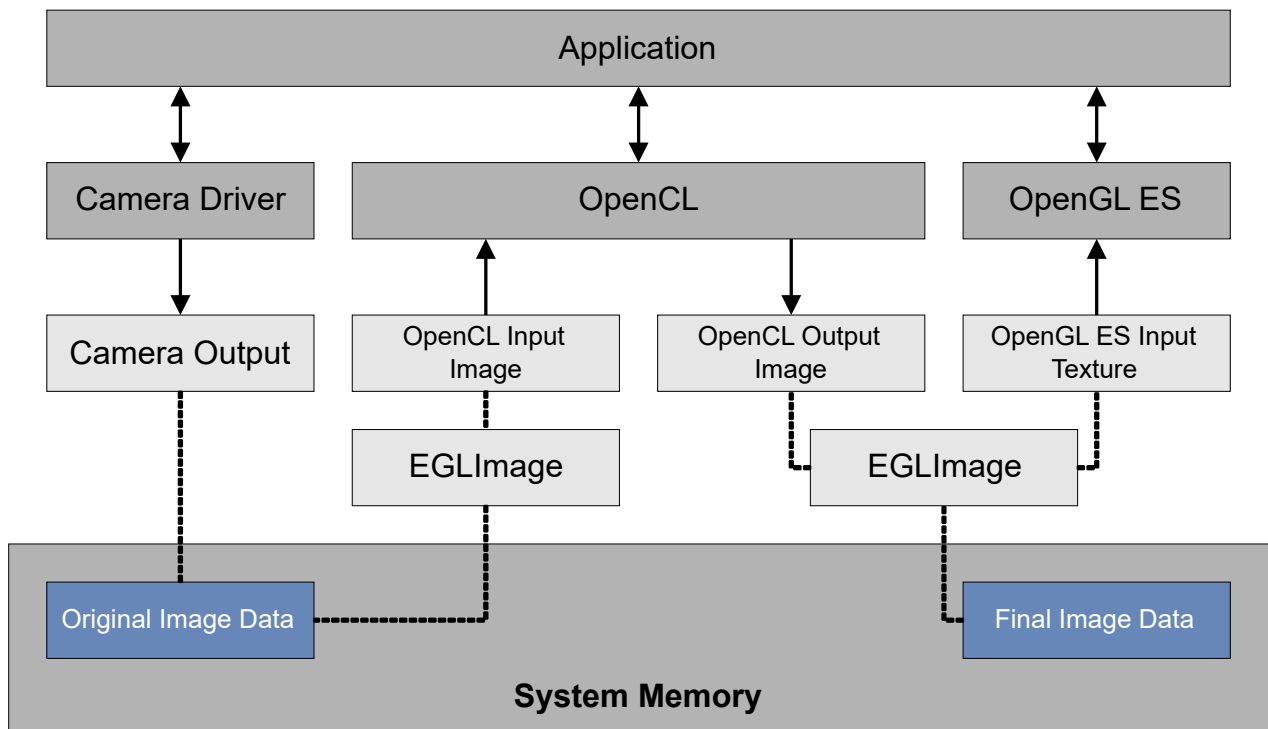 Application
Camera Driver
OpenCL
OpenGL ES
Camera Output
OpenCL Input
Image
OpenCL Output
Image
OpenGL ES Input
Texture
EGLImage
EGLImage
Original Image Data
Final Image Data
System Memory